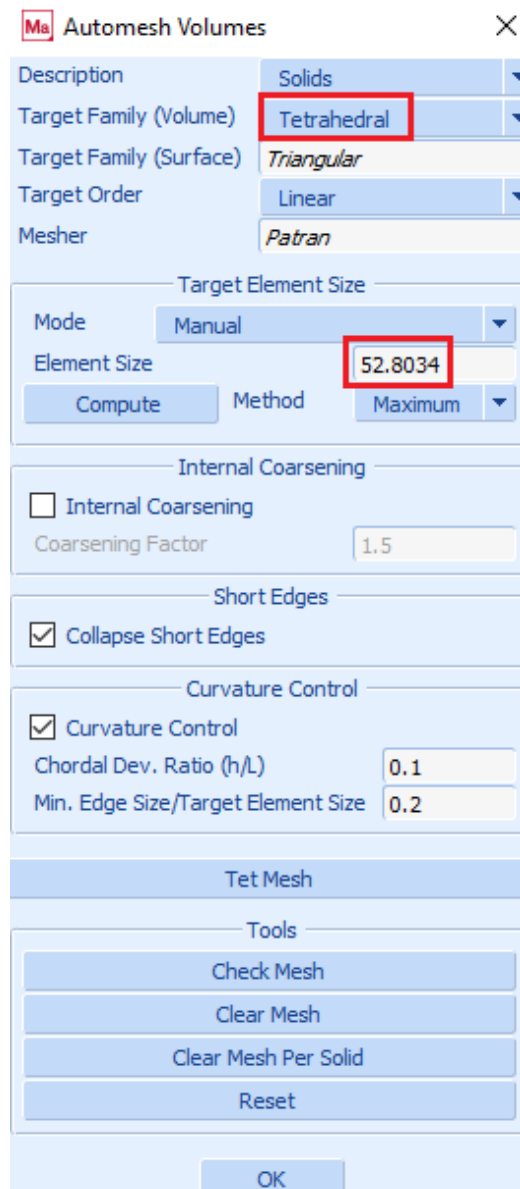 Ma Automesh Volumes
Description Solids
Target Family (Volume) Tetrahedral
Target Family (Surface) Triangular
Target Order Linear
Mesher Patran
Target Element Size
Mode Manual
Element Size 52.8034
Compute Method Maximum
Internal Coarsening
Internal Coarsening
Coarsening Factor 1.5
Short Edges
Collapse Short Edges
Curvature Control
Curvature Control
Chordal Dev. Ratio (h/L) 0.1
Min. Edge Size/Target Element Size 0.2
Tet Mesh
Tools
Check Mesh
Clear Mesh
Clear Mesh Per Solid
Reset
OK